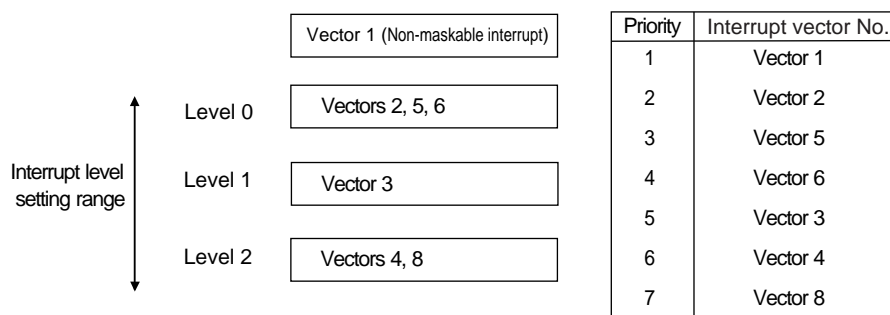 Vector 1 (Non-maskable interrupt)
Level 0
Vectors 2, 5, 6
Interrupt level
setting range
Level 1
Vector 3
Level 2
Vectors 4, 8
Priority Interrupt vector No.
1 Vector 1
2 Vector 2
3 Vector 5
4 Vector 6
5 Vector 3
6 Vector 4
7 Vector 8